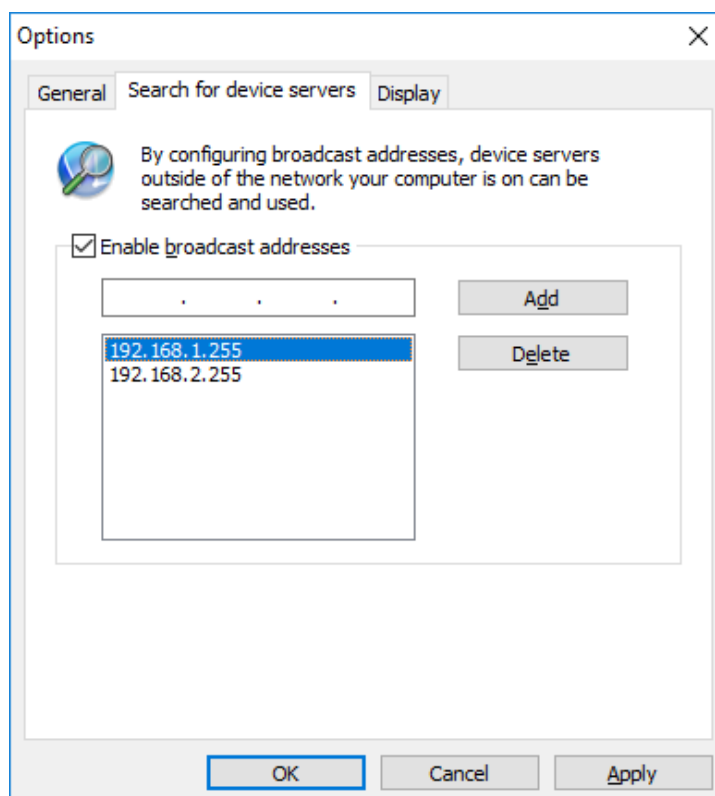 Options
General Search for device servers Display
By configuring broadcast addresses, device servers
outside of the network your computer is on can be
searched and used.
Enable broadcast addresses
. . .
Add
192.168.1.255
Delete
192.168.2.255
OK Cancel Apply